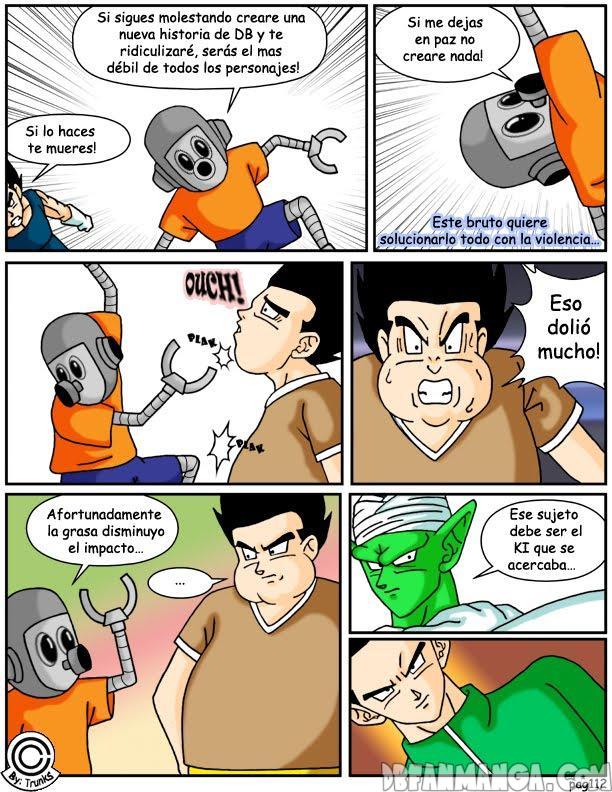 Si sigues molestando creare una
nueva historia de DB y te
ridiculizaré, serás el mas
débil de todos los personajes!
Si lo haces
te mueres!
Si me dejas
en paz no
creare nada!
Este bruto quiere
solucionarlo todo con la violencia...
OUCH!
PLAK
PLAK
Eso
dolió
mucho!
Afortunadamente
la grasa disminuyo
el impacto...
...
Ese sujeto
debe ser el
KI que se
acercaba...
By: Trunks
DBFANMANGA.COM
pag112